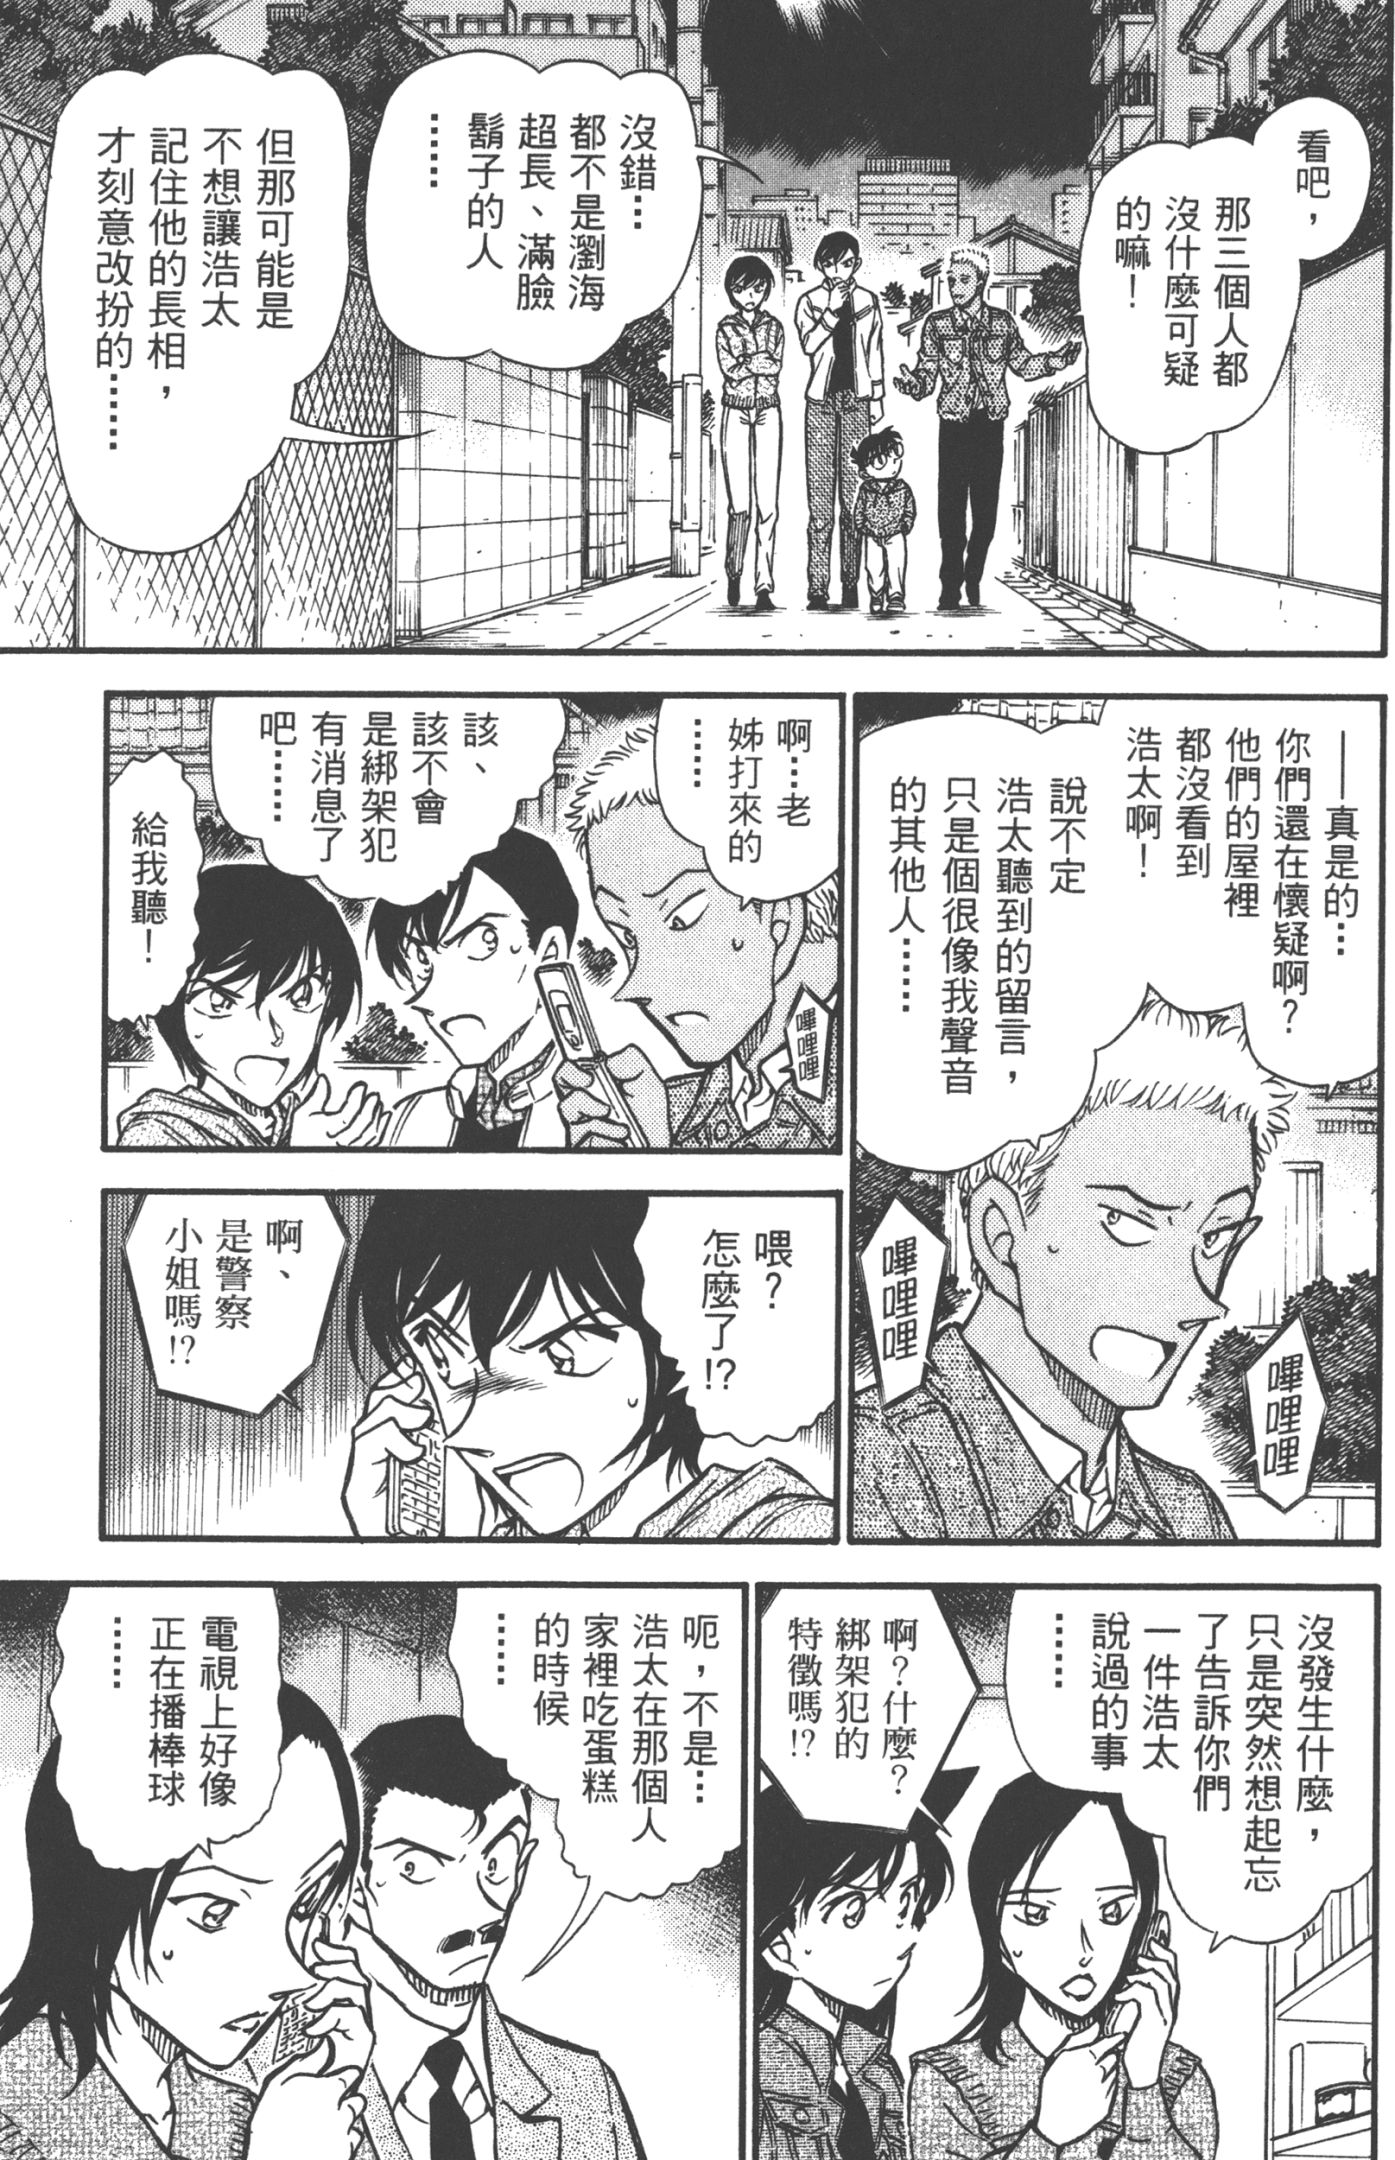 看吧，
那三個人都
沒什麼可疑
的嘛！
沒錯…
都不是瀏海
超長、滿臉
鬍子的人
……
但那可能是
不想讓浩太
記住他的長相，
才刻意改扮的……
——真是的…
你們還在懷疑啊？
他們的屋裡
都沒看到
浩太啊！
說不定
浩太聽到的留言，
只是個很像我聲音
的其他人……
嗶哩哩
嗶哩哩
啊…老
姊打來的
……
嗶哩哩
該、
該不會
是綁架犯
有消息了
吧……
給我聽！
喂？
怎麼了!?
啊、
是警察
小姐嗎!?
沒發生什麼，
只是突然想起忘
了告訴你們
一件浩太
說過的事
……
啊？什麼？
綁架犯的
特徵嗎!?
呃，不是…
浩太在那個人
家裡吃蛋糕
的時候
電視上好像
正在播棒球
……